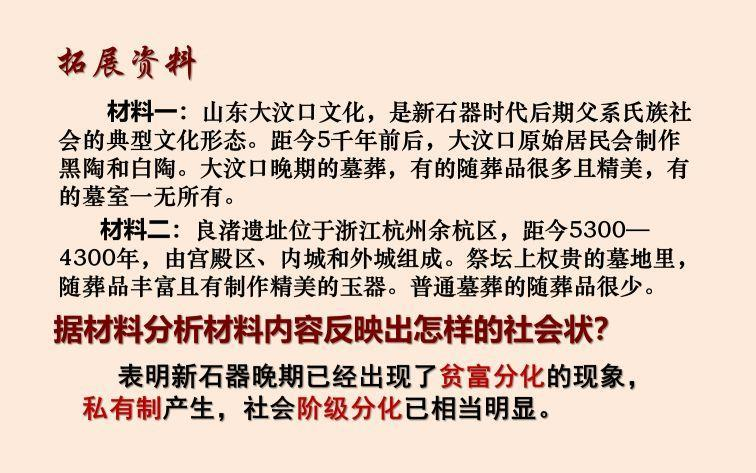 拓展资料
材料一：山东大汶口文化，是新石器时代后期父系氏族社
会的典型文化形态。距今5千年前后，大汶口原始居民会制作
黑陶和白陶。大汶口晚期的墓葬，有的随葬品很多且精美，有
的墓室一无所有。
材料二：良渚遗址位于浙江杭州余杭区，距今5300—
4300年，由宫殿区、内城和外城组成。祭坛上权贵的墓地里，
随葬品丰富且有制作精美的玉器。普通墓葬的随葬品很少。
据材料分析材料内容反映出怎样的社会状？
表明新石器晚期已经出现了贫富分化的现象，
私有制产生，社会阶级分化已相当明显。